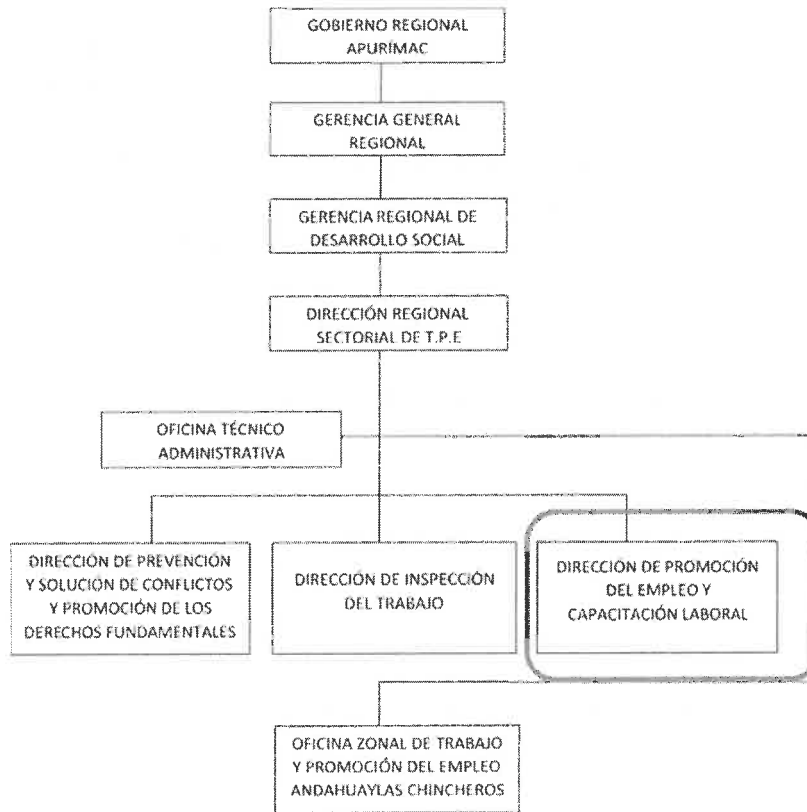 GOBIERNO REGIONAL
APURÍMAC
GERENCIA GENERAL
REGIONAL
GERENCIA REGIONAL DE
DESARROLLO SOCIAL
DIRECCIÓN REGIONAL
SECTORIAL DE T.P.E
OFICINA TÉCNICO
ADMINISTRATIVA
DIRECCIÓN DE PREVENCIÓN
Y SOLUCIÓN DE CONFLICTOS
Y PROMOCIÓN DE LOS
DERECHOS FUNDAMENTALES
DIRECCIÓN DE INSPECCIÓN
DEL TRABAJO
DIRECCIÓN DE PROMOCIÓN
DEL EMPLEO Y
CAPACITACIÓN LABORAL
OFICINA ZONAL DE TRABAJO
Y PROMOCIÓN DEL EMPLEO
ANDAHUAYLAS CHINCHEROS